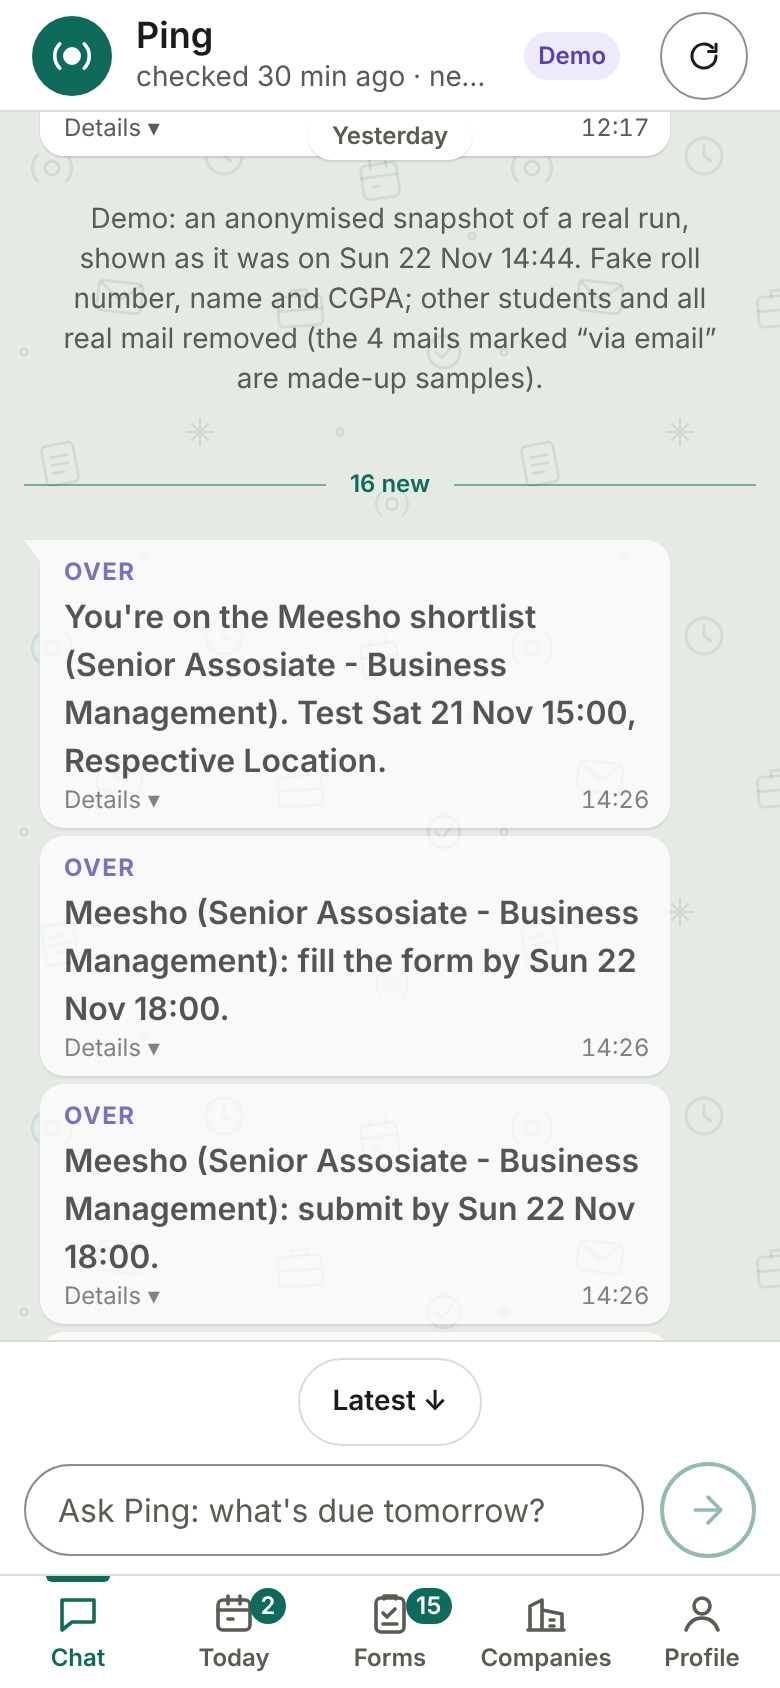 Ping
checked 30 min ago · ne...
Demo
Details ▾
12:17
Yesterday
Demo: an anonymised snapshot of a real run,
shown as it was on Sun 22 Nov 14:44. Fake roll
number, name and CGPA; other students and all
real mail removed (the 4 mails marked “via email”
are made-up samples).
16 new
OVER
You're on the Meesho shortlist
(Senior Assosiate - Business
Management). Test Sat 21 Nov 15:00,
Respective Location.
Details ▾
14:26
OVER
Meesho (Senior Assosiate - Business
Management): fill the form by Sun 22
Nov 18:00.
Details ▾
14:26
OVER
Meesho (Senior Assosiate - Business
Management): submit by Sun 22 Nov
18:00.
Details ▾
14:26
Latest ↓
Ask Ping: what's due tomorrow?
2
15
Chat
Today
Forms
Companies
Profile